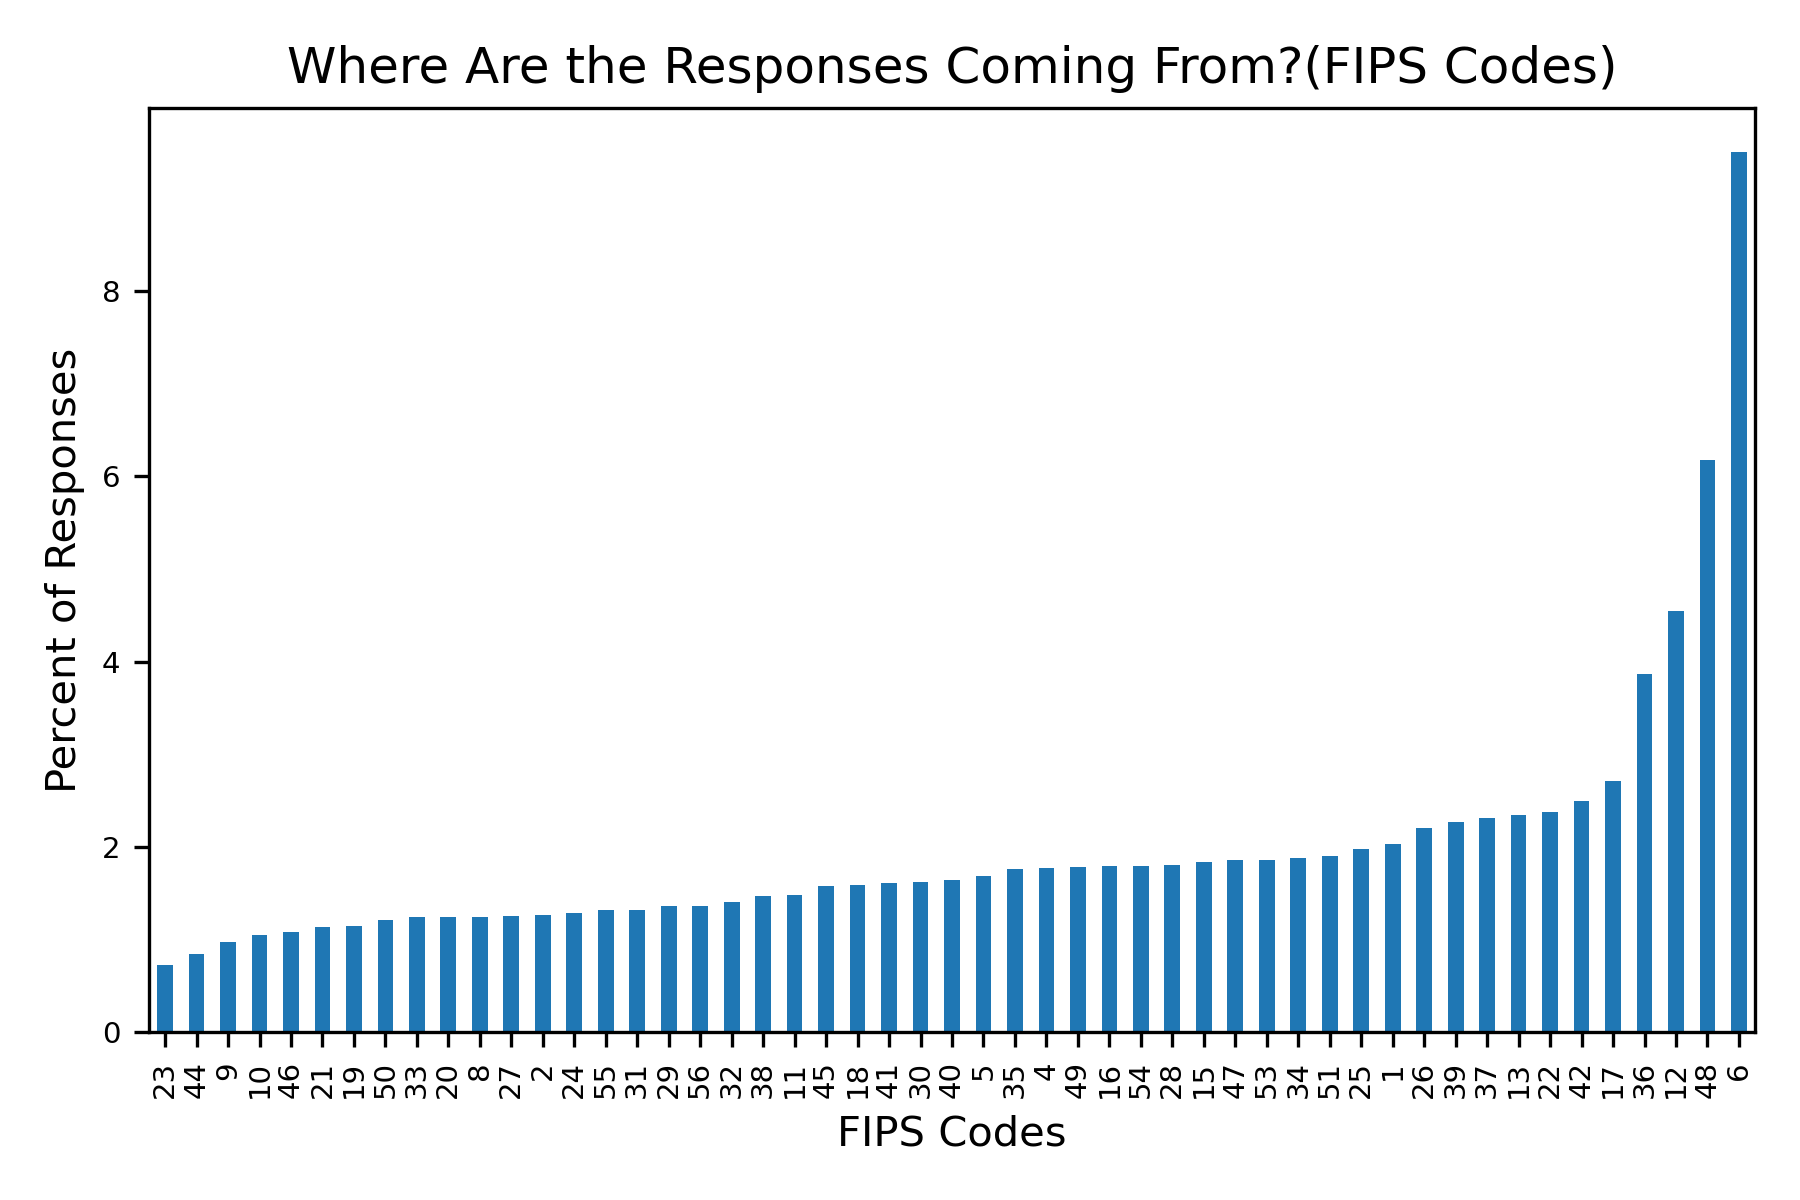 Where Are the Responses Coming From?(FIPS Codes)
Percent of Responses
8
6
4
2
0
23 44 9 10 46 21 19 50 33 20 8 27 2 24 55 31 29 56 32 38 11 45 18 41 30 40 5 35 4 49 16 54 28 15 47 53 34 51 25 1 26 39 37 13 22 42 17 36 12 48 6
FIPS Codes